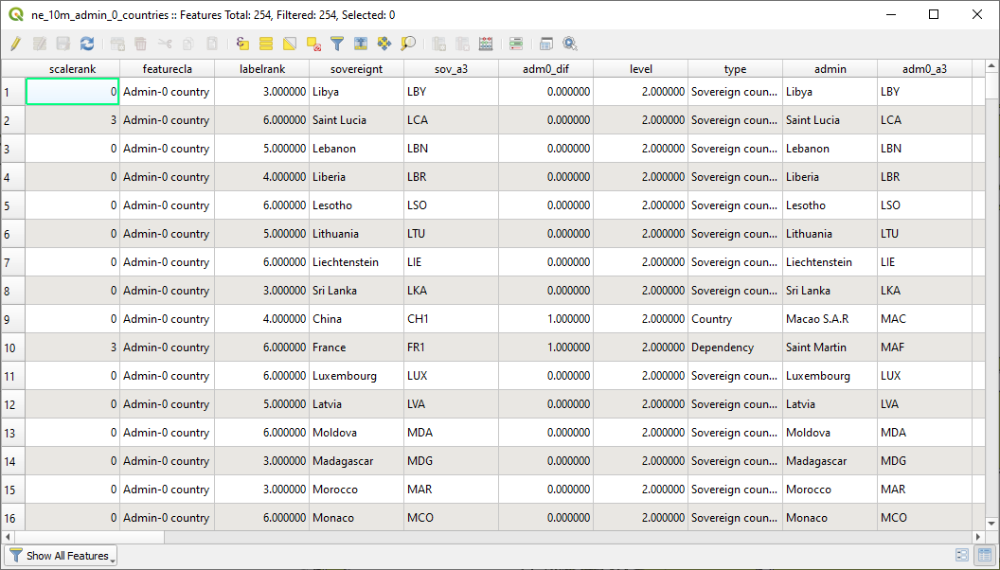 ne_10m_admin_0_countries :: Features Total: 254, Filtered: 254, Selected: 0
scalerank featurecla labelrank sovereignt sov_a3 adm0_dif level type admin adm0_a3
1 0 Admin-0 country 3.000000 Libya LBY 0.000000 2.000000 Sovereign coun... Libya LBY
2 3 Admin-0 country 6.000000 Saint Lucia LCA 0.000000 2.000000 Sovereign coun... Saint Lucia LCA
3 0 Admin-0 country 5.000000 Lebanon LBN 0.000000 2.000000 Sovereign coun... Lebanon LBN
4 0 Admin-0 country 4.000000 Liberia LBR 0.000000 2.000000 Sovereign coun... Liberia LBR
5 0 Admin-0 country 6.000000 Lesotho LSO 0.000000 2.000000 Sovereign coun... Lesotho LSO
6 0 Admin-0 country 5.000000 Lithuania LTU 0.000000 2.000000 Sovereign coun... Lithuania LTU
7 0 Admin-0 country 6.000000 Liechtenstein LIE 0.000000 2.000000 Sovereign coun... Liechtenstein LIE
8 0 Admin-0 country 3.000000 Sri Lanka LKA 0.000000 2.000000 Sovereign coun... Sri Lanka LKA
9 0 Admin-0 country 4.000000 China CH1 1.000000 2.000000 Country Macao S.A.R MAC
10 3 Admin-0 country 6.000000 France FR1 1.000000 2.000000 Dependency Saint Martin MAF
11 0 Admin-0 country 6.000000 Luxembourg LUX 0.000000 2.000000 Sovereign coun... Luxembourg LUX
12 0 Admin-0 country 5.000000 Latvia LVA 0.000000 2.000000 Sovereign coun... Latvia LVA
13 0 Admin-0 country 6.000000 Moldova MDA 0.000000 2.000000 Sovereign coun... Moldova MDA
14 0 Admin-0 country 3.000000 Madagascar MDG 0.000000 2.000000 Sovereign coun... Madagascar MDG
15 0 Admin-0 country 3.000000 Morocco MAR 0.000000 2.000000 Sovereign coun... Morocco MAR
16 0 Admin-0 country 6.000000 Monaco MCO 0.000000 2.000000 Sovereign coun... Monaco MCO
Show All Features